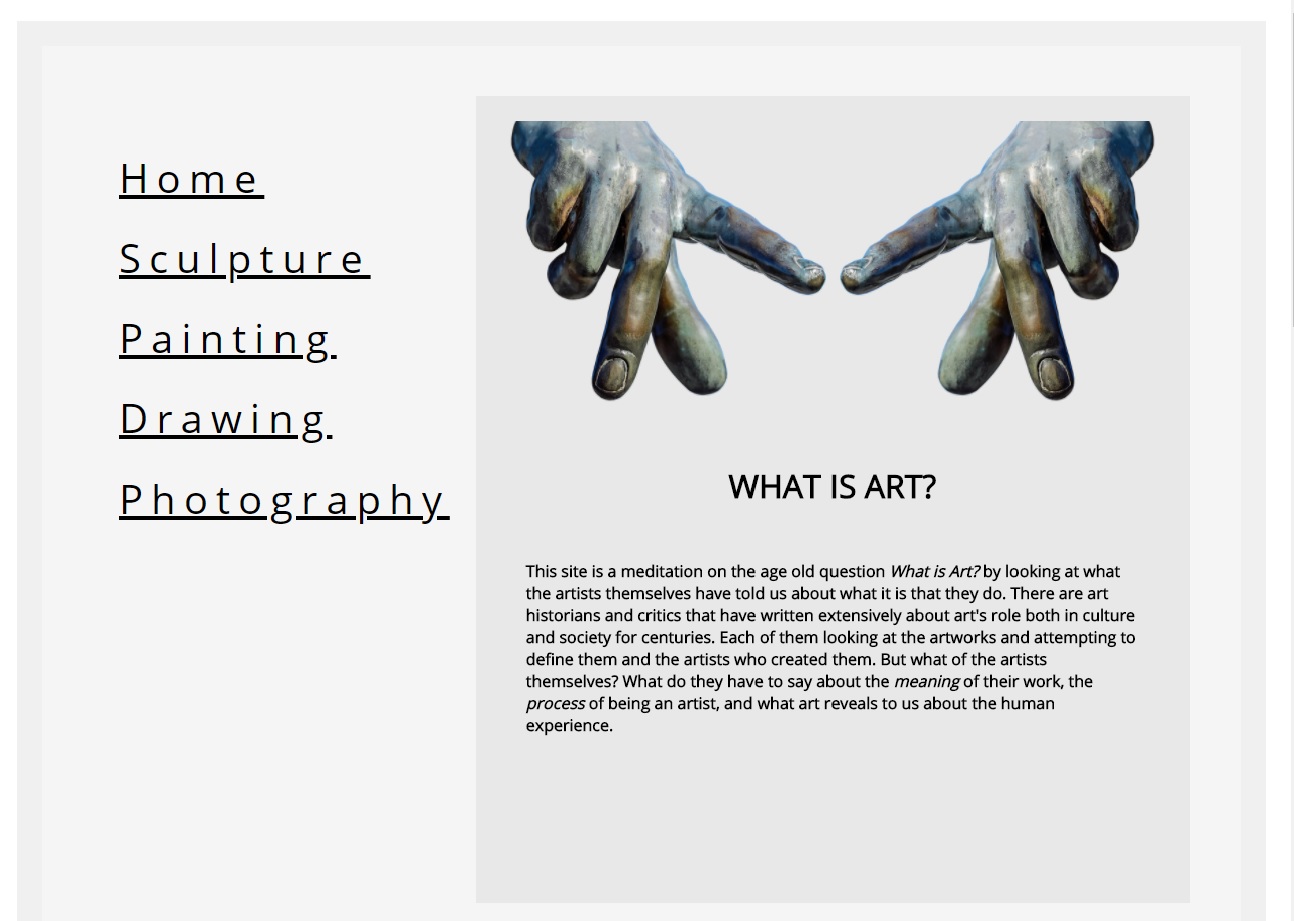 Home
Sculpture
Painting
Drawing
Photography
WHAT IS ART?
This site is a meditation on the age old question What is Art? by looking at what
the artists themselves have told us about what it is that they do. There are art
historians and critics that have written extensively about art's role both in culture
and society for centuries. Each of them looking at the artworks and attempting to
define them and the artists who created them. But what of the artists
themselves? What do they have to say about the meaning of their work, the
process of being an artist, and what art reveals to us about the human
experience.